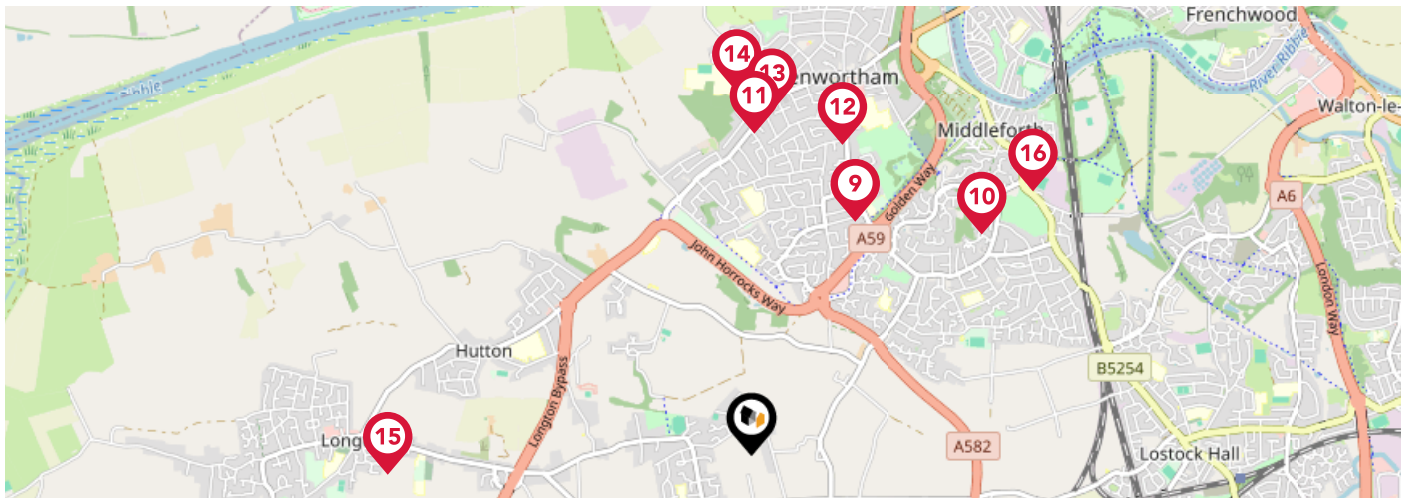 Frenchwood
14
13
enwortham
11
12
River Ribble
Walton-le-
Middleforth
16
9
10
Golden Way
A6
A59
John Horrocks Way
London Way
Hutton
B5254
Longton Bypass
15
Long
A582
Lostock Hall